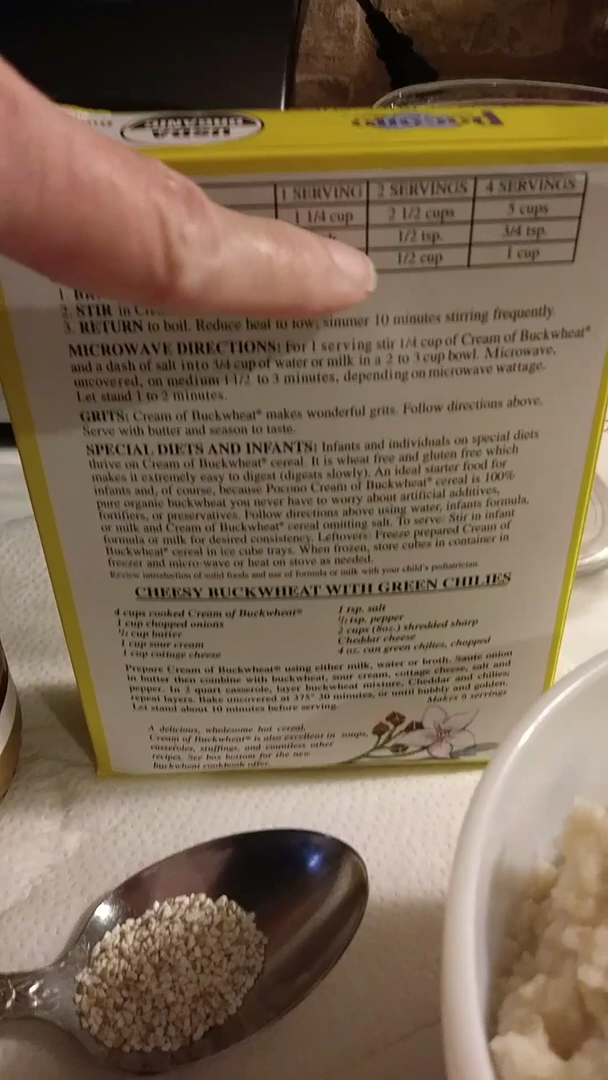 USDA ORGANIC
pocono
1 SERVING 2 SERVINGS 4 SERVINGS
1 1/4 cup 2 1/2 cups 5 cups
1/2 tsp. 3/4 tsp.
1/2 cup 1 cup
1.
2. STIR in
3. RETURN to boil. Reduce heat to low; simmer 10 minutes stirring frequently.
MICROWAVE DIRECTIONS: For 1 serving stir 1/4 cup of Cream of Buckwheat®
and a dash of salt into 3/4 cup of water or milk in a 2 to 3 cup bowl. Microwave,
uncovered, on medium 1-1/2 to 3 minutes, depending on microwave wattage.
Let stand 1 to 2 minutes.
GRITS: Cream of Buckwheat® makes wonderful grits. Follow directions above.
Serve with butter and season to taste.
SPECIAL DIETS AND INFANTS: Infants and individuals on special diets
thrive on Cream of Buckwheat® cereal. It is wheat free and gluten free which
makes it extremely easy to digest (digests slowly). An ideal starter food for
infants and, of course, because Pocono Cream of Buckwheat® cereal is 100%
pure organic buckwheat you never have to worry about artificial additives,
fortifiers, or preservatives. Follow directions above using water, infants formula,
or milk and Cream of Buckwheat® cereal omitting salt. To serve: Stir in infant
formula or milk for desired consistency. Leftovers: Freeze prepared Cream of
Buckwheat® cereal in ice cube trays. When frozen, store cubes in container in
freezer and micro-wave or heat on stove as needed.
Review introduction of solid foods and use of formula or milk with your child's pediatrician.
CHEESY BUCKWHEAT WITH GREEN CHILIES
4 cups cooked Cream of Buckwheat®
1 cup chopped onions
1/4 cup butter
1 cup sour cream
1 cup cottage cheese
1 tsp. salt
1/2 tsp. pepper
2 cups (8oz.) shredded sharp
Cheddar cheese
4 oz. can green chilies, chopped
Prepare Cream of Buckwheat® using either milk, water or broth. Saute onion
in butter then combine with buckwheat, sour cream, cottage cheese, salt and
pepper. In 2 quart casserole, layer buckwheat mixture, Cheddar and chilies;
repeat layers. Bake uncovered at 375° 30 minutes, or until bubbly and golden.
Let stand about 10 minutes before serving. Makes 8 servings
A delicious, wholesome hot cereal,
Cream of Buckwheat® is also excellent in soups,
casseroles, stuffings, and countless other
recipes. See box bottom for the new
buckwheat cookbook offer.